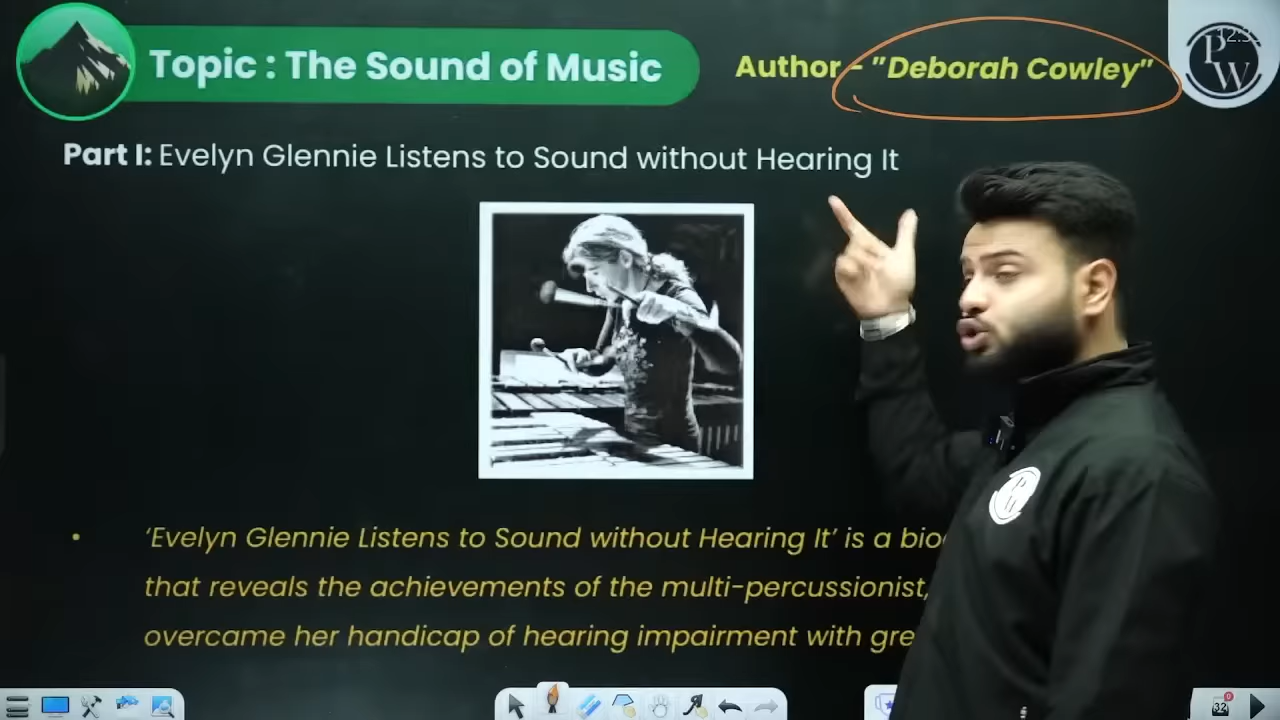 Topic : The Sound of Music
Author - "Deborah Cowley"
PW
Part I: Evelyn Glennie Listens to Sound without Hearing It
• 'Evelyn Glennie Listens to Sound without Hearing It' is a
that reveals the achievements of the multi-percussionist,
overcame her handicap of hearing impairment with
32